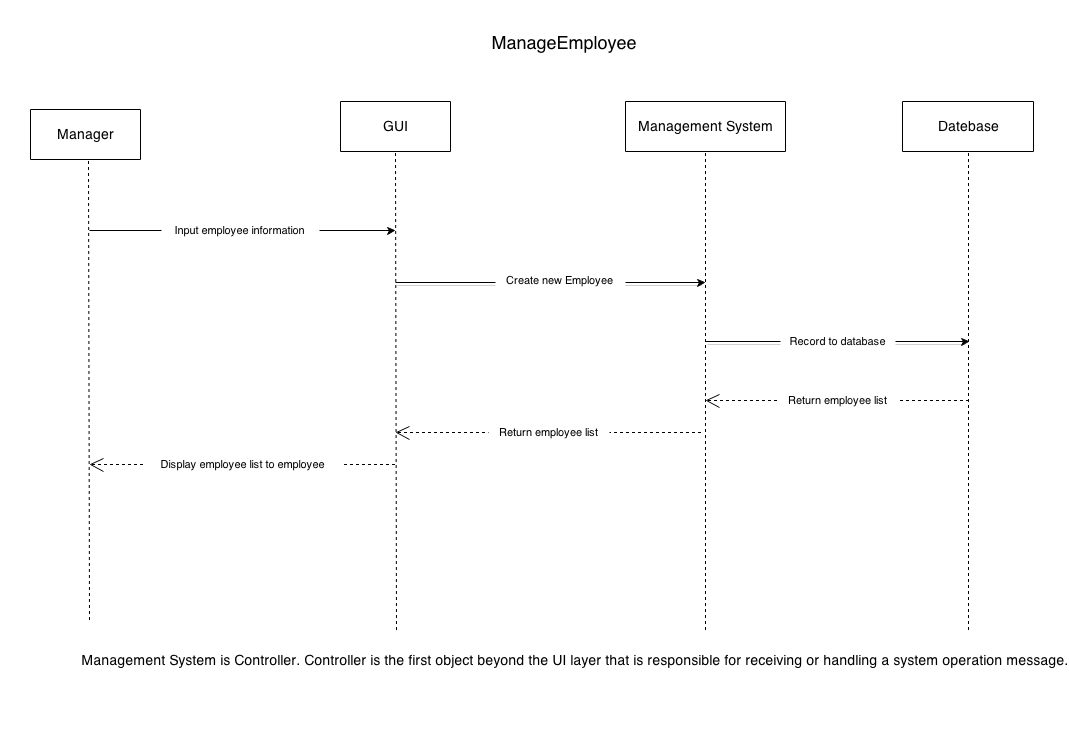 ManageEmployee
Manager
GUI
Management System
Datebase
Input employee information
Create new Employee
Record to database
Return employee list
Return employee list
Display employee list to employee
Management System is Controller. Controller is the first object beyond the UI layer that is responsible for receiving or handling a system operation message.